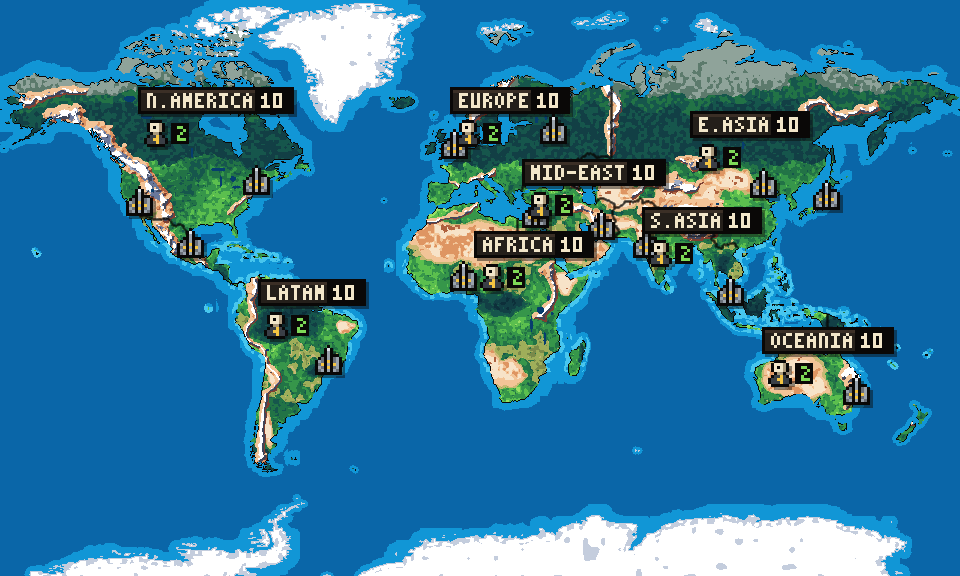 N.AMERICA 10
2
EUROPE 10
2
E.ASIA 10
2
MID-EAST 10
2
S.ASIA 10
2
AFRICA 10
2
LATAM 10
2
OCEANIA 10
2